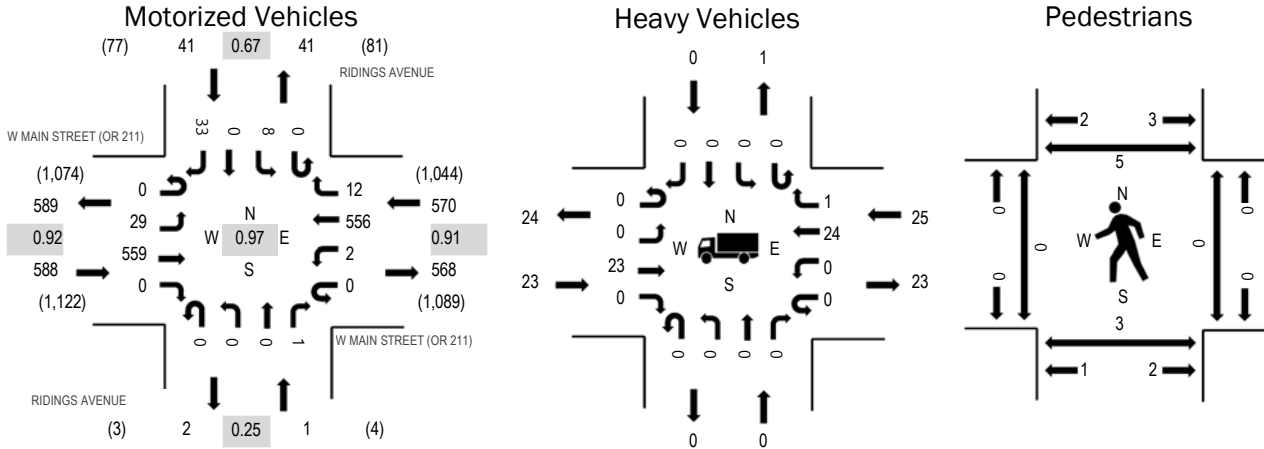 Motorized Vehicles
(77) 41 0.67 41 (81)
RIDINGS AVENUE
33 0 8 0
W MAIN STREET (OR 211)
(1,074) 0 12 (1,044)
589 29 N 556 570
0.92 W 0.97 E 0.91
588 559 S 2 568
(1,122) 0 0 (1,089)
0 0 0 1
W MAIN STREET (OR 211)
RIDINGS AVENUE
(3) 2 0.25 1 (4)
Heavy Vehicles
0 1
0 0 0 0
0 1
24 0 N 24 25
W E
23 23 S 0 23
0 0
0 0 0 0
0 0
Pedestrians
2 3
5
0 N 0
0 W E 0
0 S 0
3
1 2